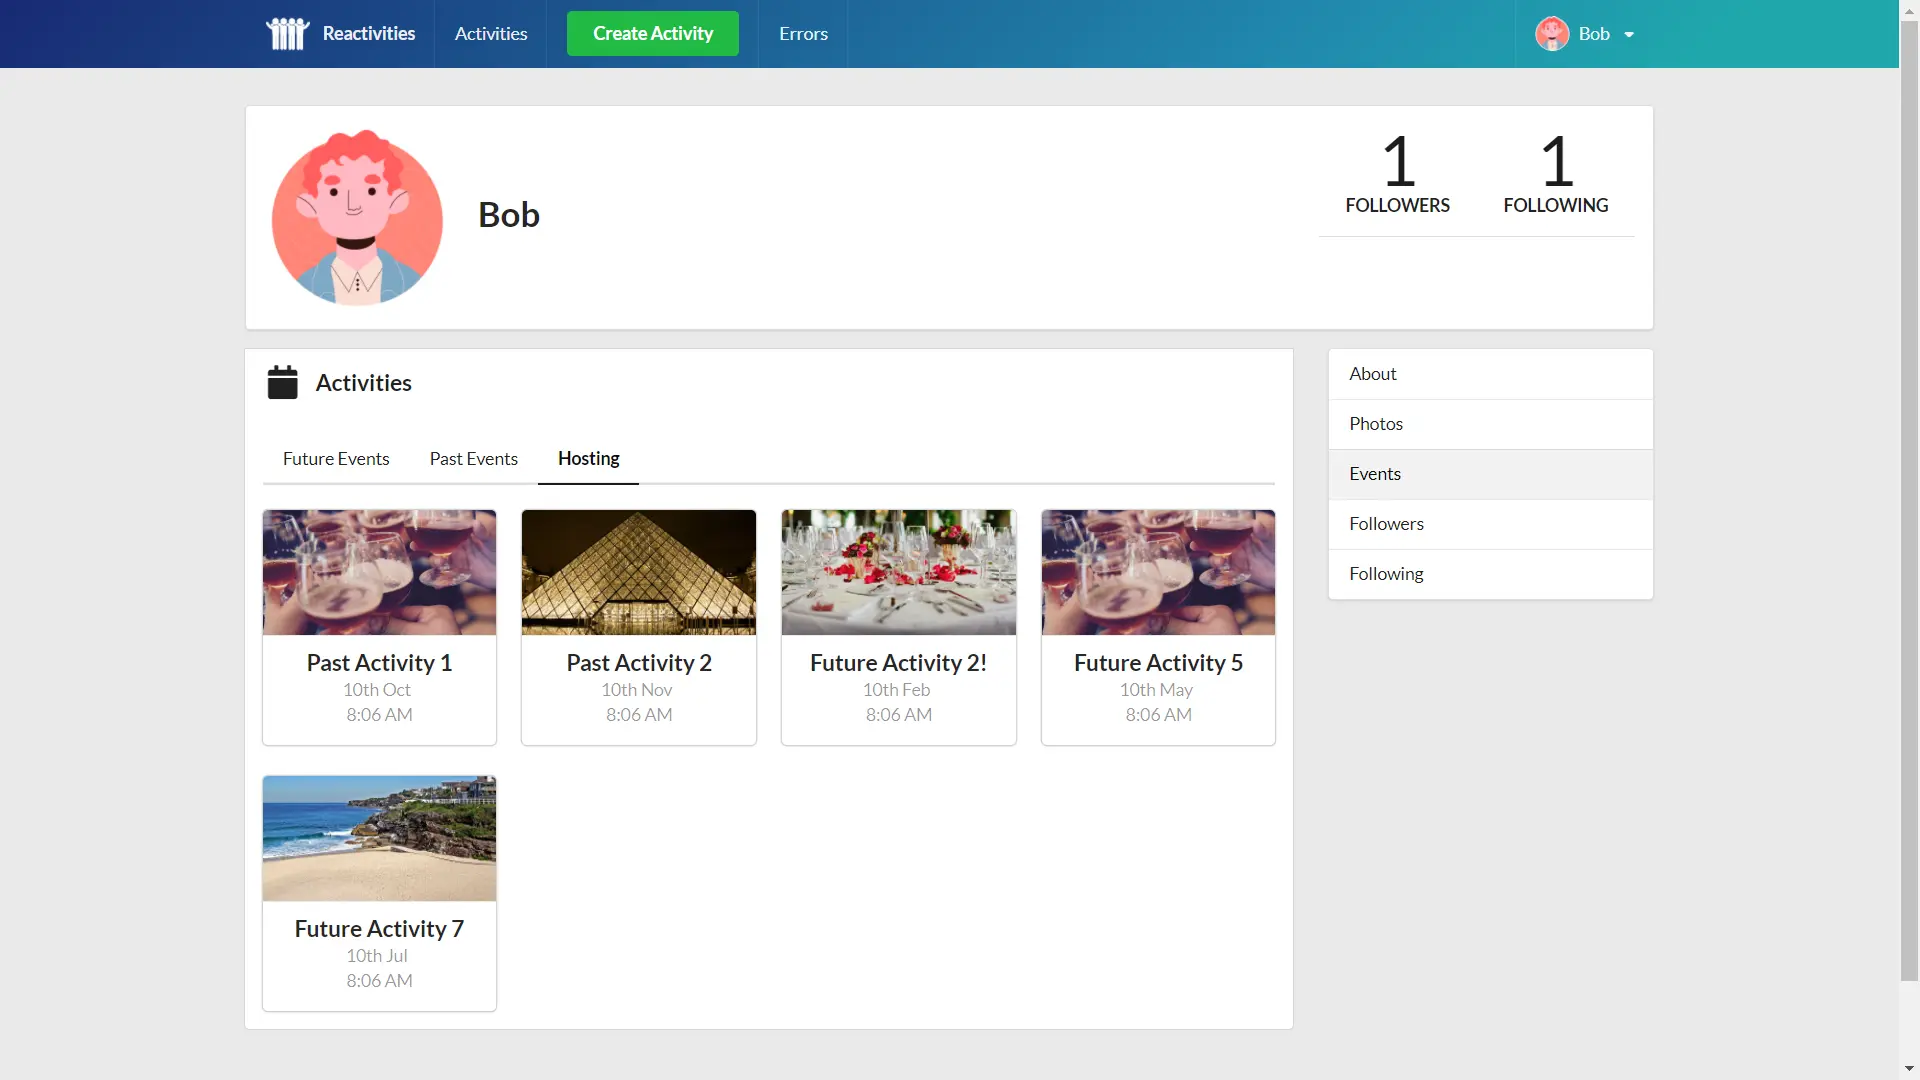 Reactivities
Activities
Create Activity
Errors
Bob
Bob
1
FOLLOWERS
1
FOLLOWING
Activities
Future Events
Past Events
Hosting
Past Activity 1
10th Oct
8:06 AM
Past Activity 2
10th Nov
8:06 AM
Future Activity 2!
10th Feb
8:06 AM
Future Activity 5
10th May
8:06 AM
Future Activity 7
10th Jul
8:06 AM
About
Photos
Events
Followers
Following